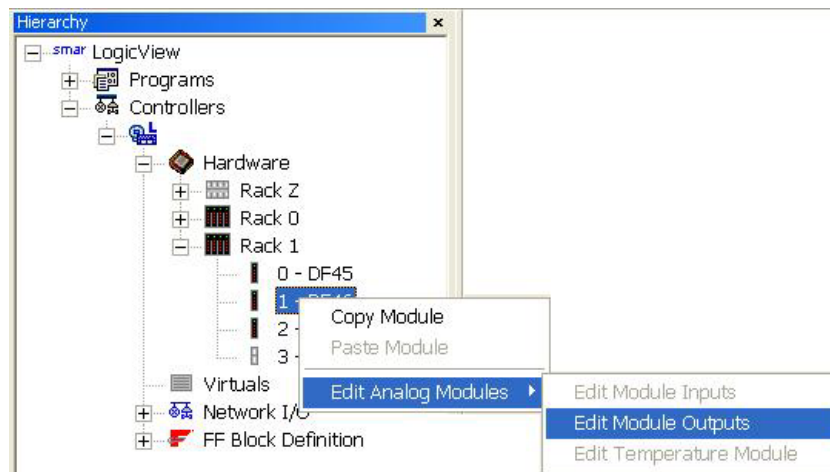 Hierarchy
smar LogicView
Programs
Controllers
Hardware
Rack Z
Rack 0
Rack 1
0 - DF45
1 -
2 -
3 -
Virtuals
Network I/O
FF Block Definition
Copy Module
Paste Module
Edit Analog Modules
Edit Module Inputs
Edit Module Outputs
Edit Temperature Module